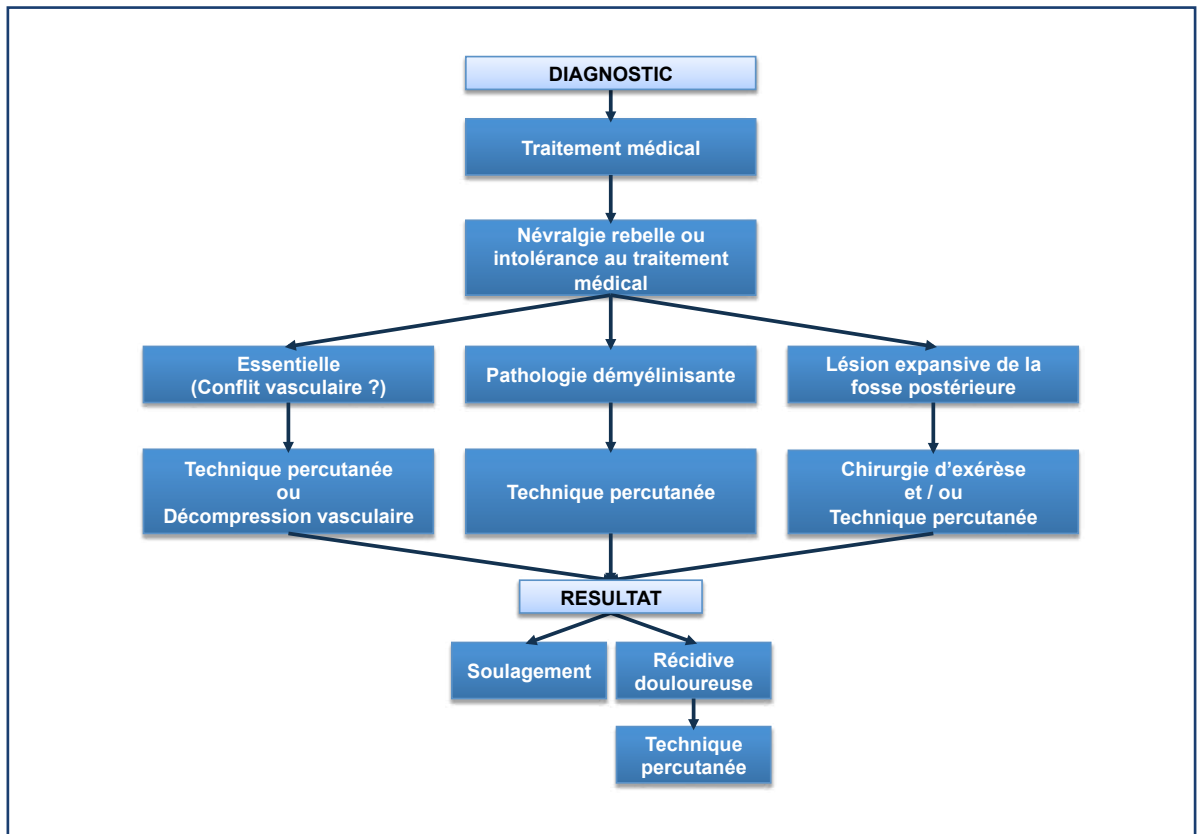 DIAGNOSTIC
Traitement médical
Névralgie rebelle ou
intolérance au traitement
médical
Essentielle
(Conflit vasculaire ?)
Pathologie démyélinisante
Lésion expansive de la
fosse postérieure
Technique percutanée
ou
Décompression vasculaire
Technique percutanée
Chirurgie d'exérèse
et / ou
Technique percutanée
RESULTAT
Soulagement
Récidive
douloureuse
Technique
percutanée